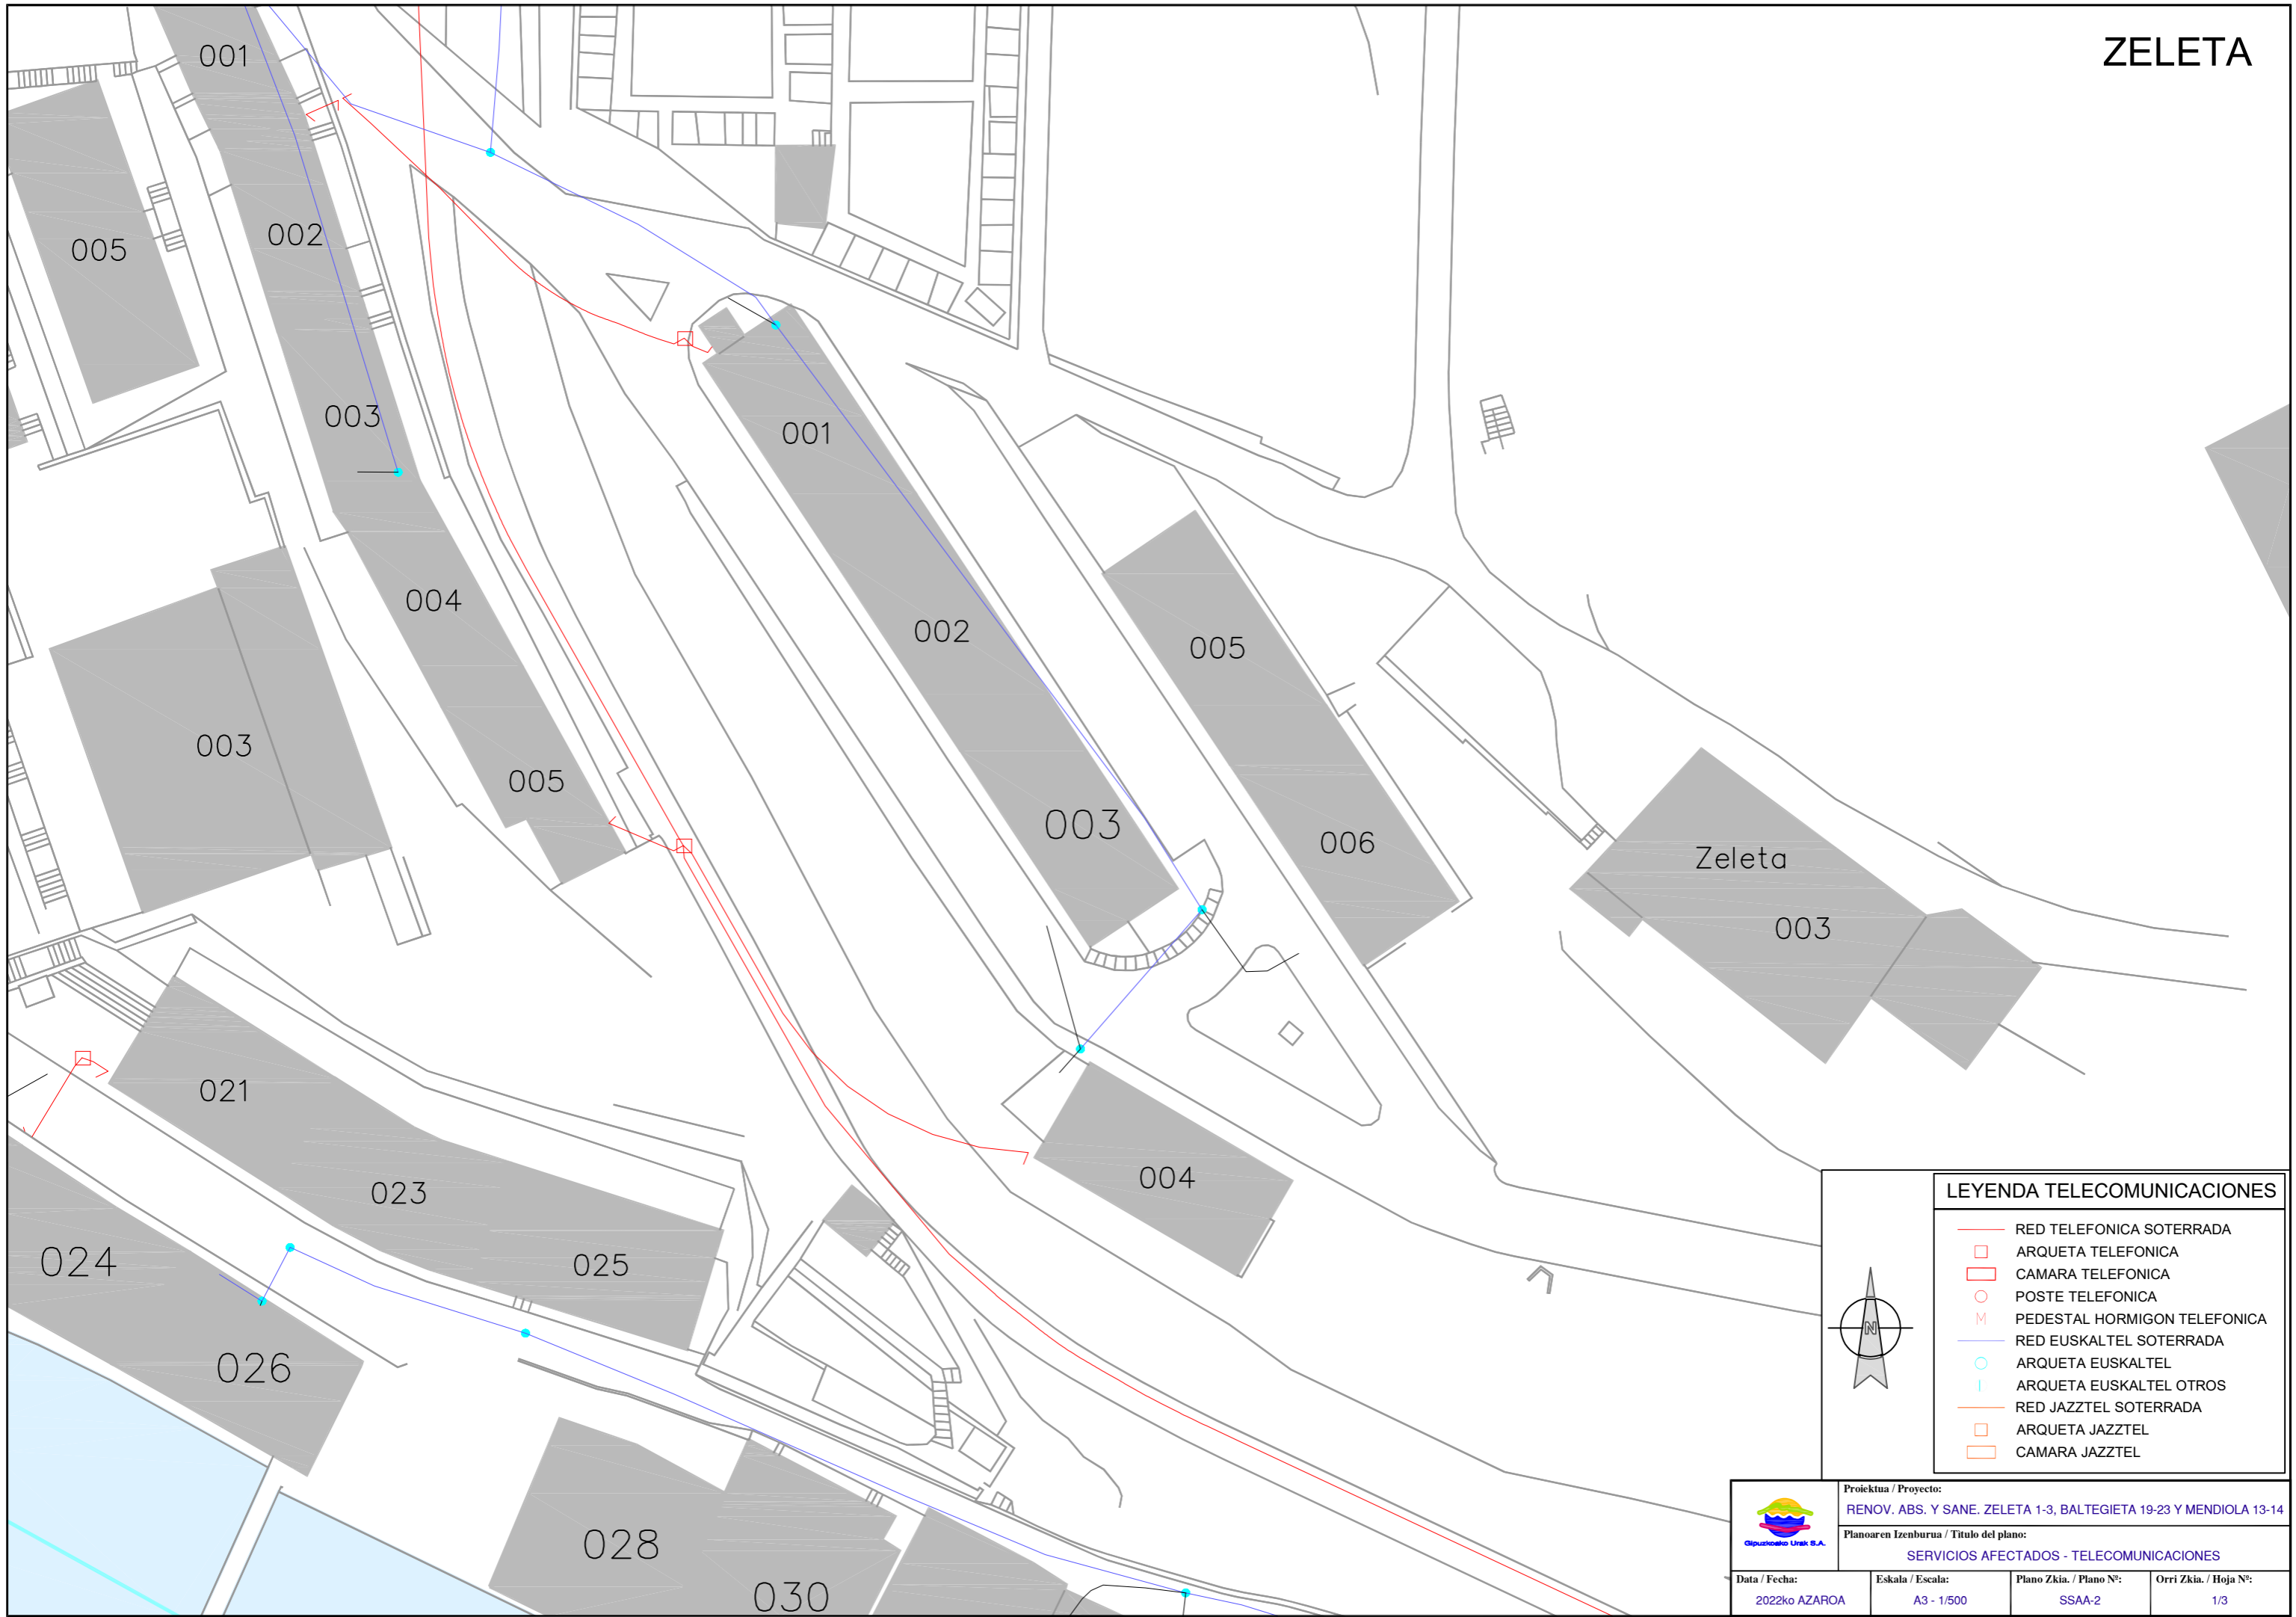 ZELETA
001
002
005
003
001
004
002
005
003
005
003
006
Zeleta
003
021
004
023
024
025
026
028
030
LEYENDA TELECOMUNICACIONES
RED TELEFONICA SOTERRADA
ARQUETA TELEFONICA
CAMARA TELEFONICA
POSTE TELEFONICA
M PEDESTAL HORMIGON TELEFONICA
RED EUSKALTEL SOTERRADA
ARQUETA EUSKALTEL
ARQUETA EUSKALTEL OTROS
RED JAZZTEL SOTERRADA
ARQUETA JAZZTEL
CAMARA JAZZTEL
N
Gipuzkoako Urak S.A.
Proiektua / Proyecto:
RENOV. ABS. Y SANE. ZELETA 1-3, BALTEGIETA 19-23 Y MENDIOLA 13-14
Planoaren Izenburua / Titulo del plano:
SERVICIOS AFECTADOS - TELECOMUNICACIONES
Data / Fecha:
2022ko AZAROA
Eskala / Escala:
A3 - 1/500
Plano Zkia. / Plano Nº:
SSAA-2
Orri Zkia. / Hoja Nº:
1/3